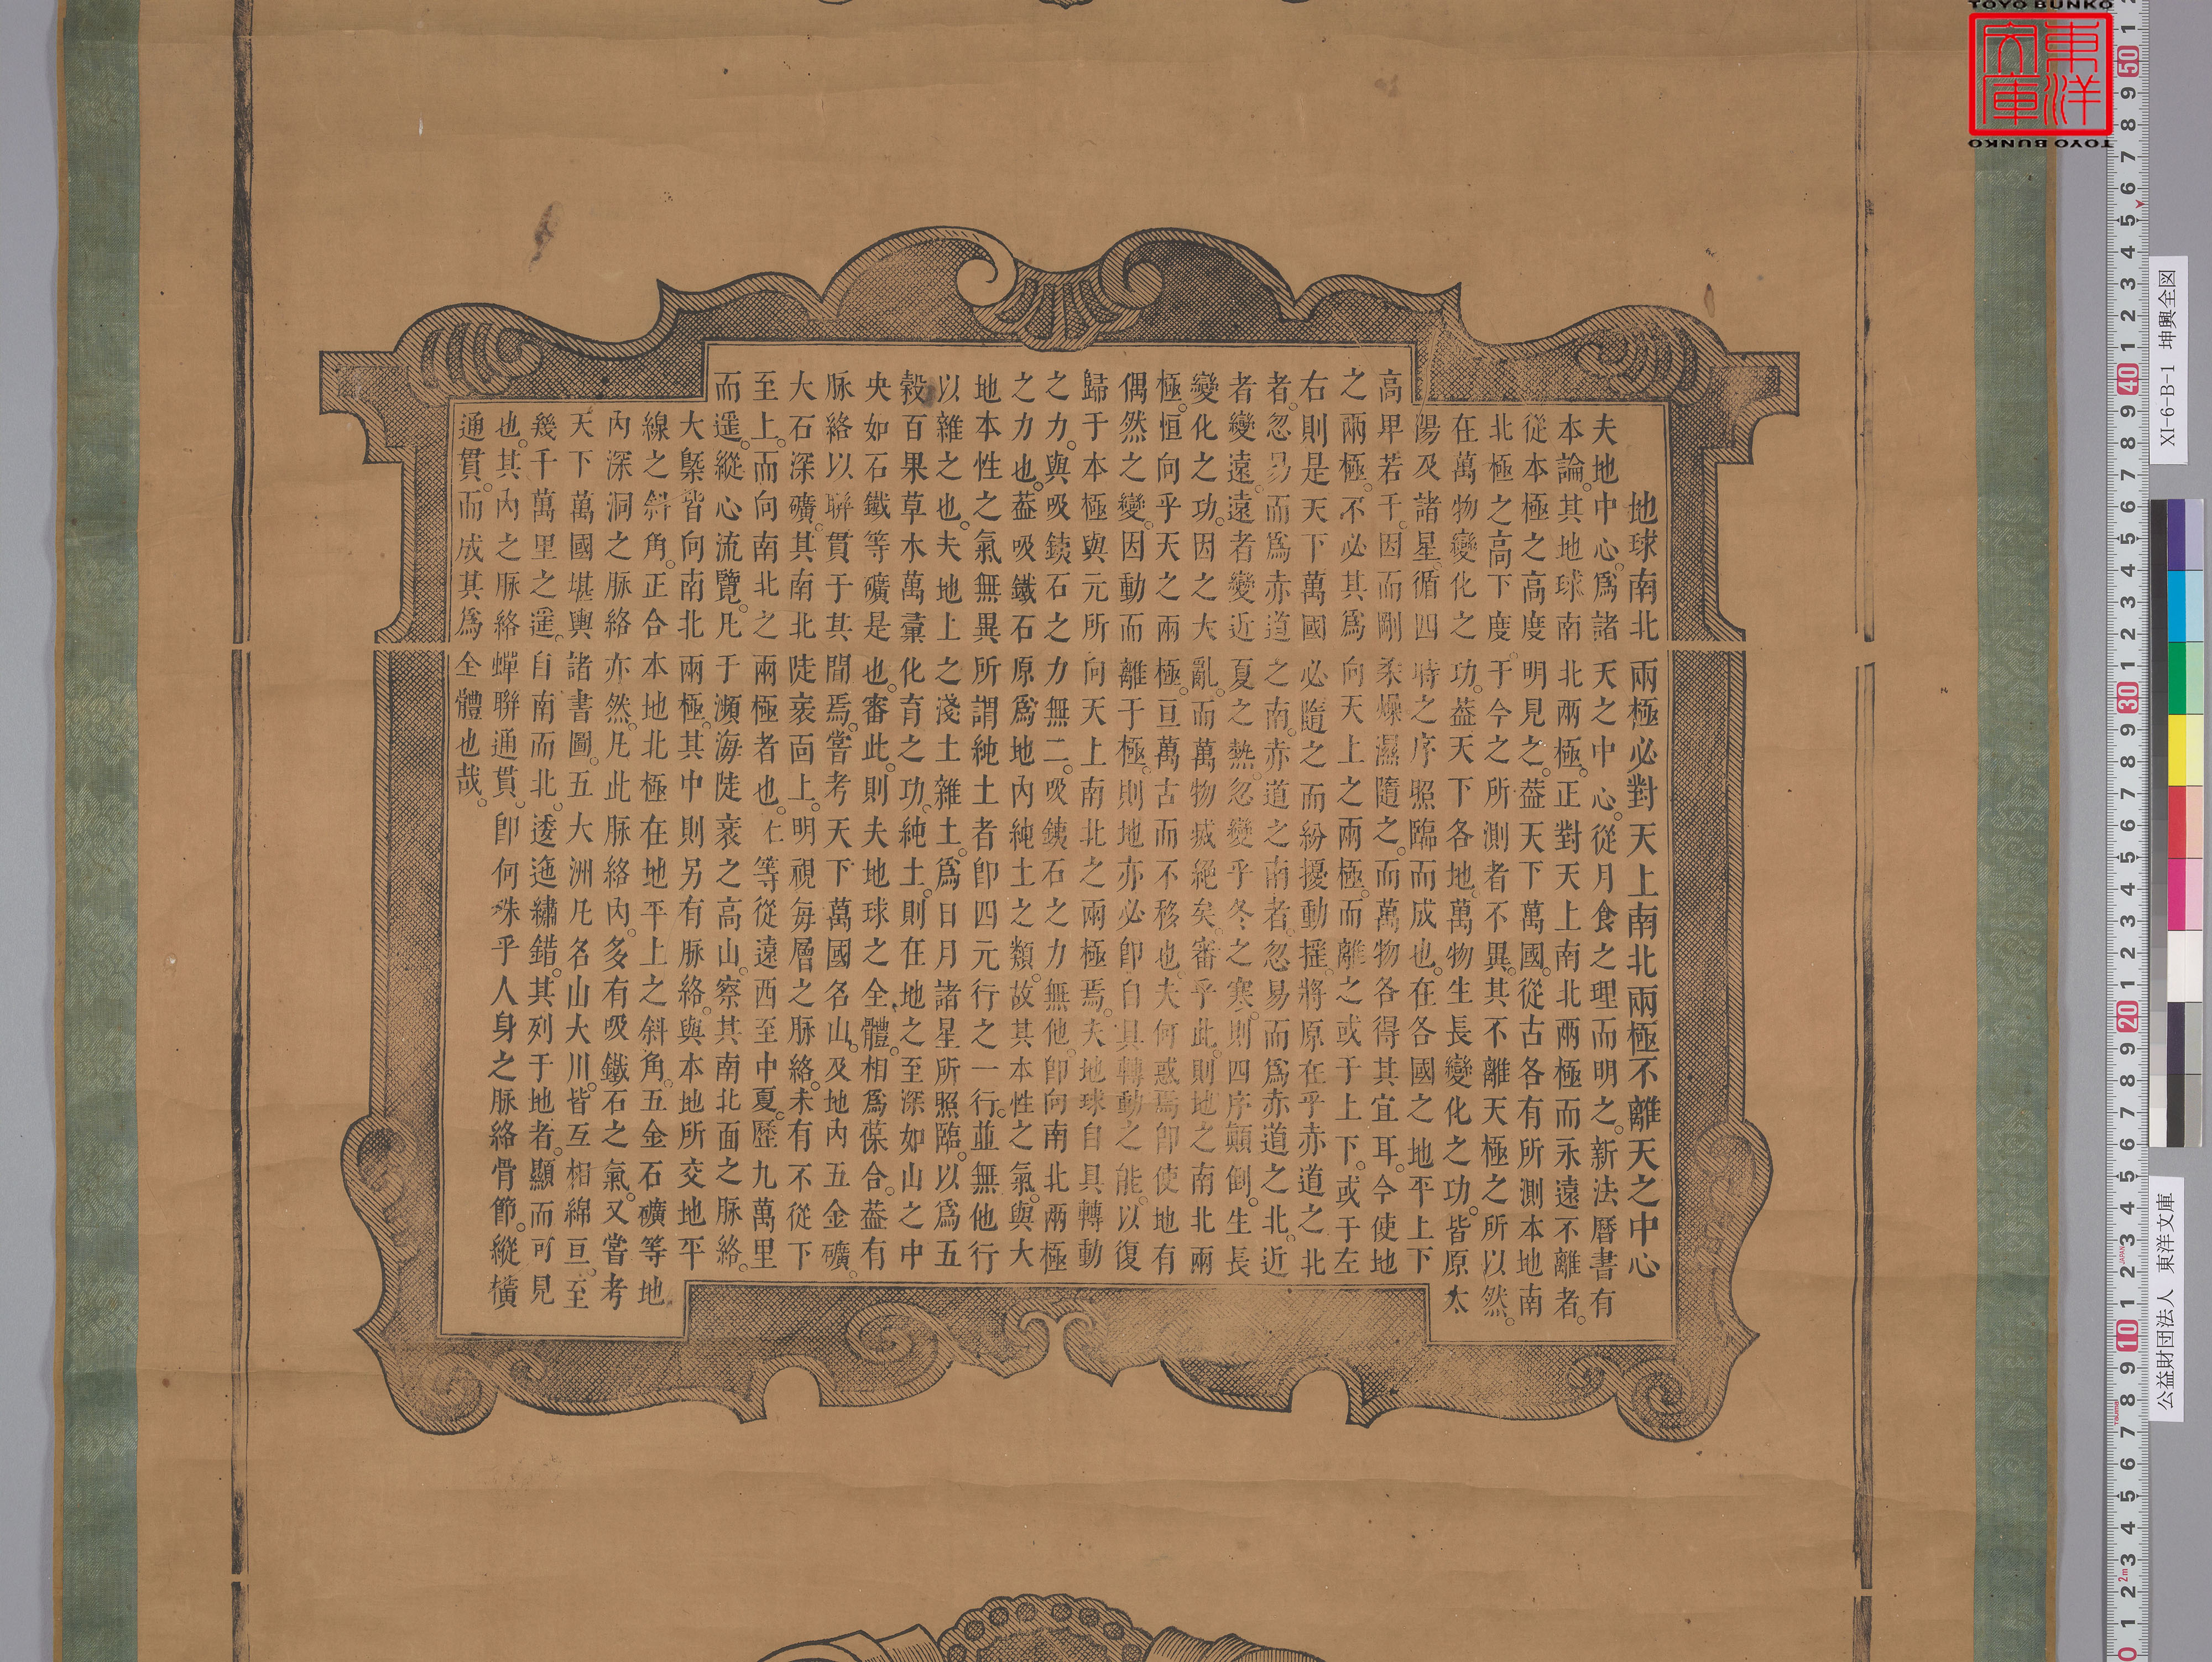 地球南北兩極必對天上南北兩極不離天之中心
夫地中心爲諸天之中心。從月食之理而明之。新法曆書有
本論。其地球南北兩極。正對天上南北兩極而永遠不離者。
從本極之高度明見之。葢天下萬國。從古各有所測本地南
北極之高下度。于今之所測者不異。其不離天極之所以然。
在萬物變化之功。葢天下各地。萬物生長變化之功。皆原太
陽及諸星。循四時之序照臨而成也。在各國之地平上下
高卑若干。因而剛柔燥濕隨之。而萬物各得其宜耳。今使地
之兩極。不必其爲向天上之兩極。而離之或于上下。或于左
右則是天下萬國必隨之而紛擾動搖。將原在乎赤道之北
者。忽易而爲赤道之南。赤道之南者。忽易而爲赤道之北。近
者變遠。遠者變近夏之熱。忽變乎冬之寒。則四序顛倒。生長
變化之功。因之大亂。而萬物滅絶矣。審乎此。則地之南北兩
極。恒向乎天之兩極。亘萬古而不移也。夫何惑焉。卽使地有
偶然之變。因動而離于極。則地亦必卽自具轉動之能。以復
歸于本極與元所向天上南北之兩極焉。夫地球自具轉動
之力。與吸鐵石之力無二。吸鐵石之力無他。卽向南北兩極
之力也。葢吸鐵石原爲地內純土之類。故其本性之氣。與大
地本性之氣無異所謂純土者卽四元行之一行。並無他行
以雜之也。夫地上之淺土雜土。爲日月諸星所照臨。以爲五
穀百果草木萬彙化育之功。純土。則在地之至深如山之中
央如石鐵等礦是也。審此。則夫地球之全體。相爲葆合。葢有
脉絡以聨貫于其間焉。嘗考天下萬國名山。及地內五金礦。
大石深礦。其南北陡袤靣上。明視每層之脉絡。未有不從下
至上。而向南北之兩極者也。仁等從遠西至中夏。歷九萬里
而遥。縱心流覽。凡于瀕海陡袤之高山。察其南北面之脉絡。
大槩皆向南北兩極。其中則另有脉絡。與本地所交地平
線之斜角。正合本地北極在地平上之斜角。五金石礦等地
內深洞之脉絡亦然。凡此脉絡內。多有吸鐵石之氣。又嘗考
天下萬國堪輿諸書圖。五大洲凡名山大川。皆互相綿亘。至
幾千萬里之遥。自南而北。逶迤繡錯。其列于地者。顯而可見
也。其內之脉絡蟬聨通貫。卽何殊乎人身之脉絡骨節。縱橫
通貫。而成其爲全體也哉。
TOYO BUNKO
東洋文庫
TOYO BUNKO
XI-6-B-1 坤輿全図
公益財団法人 東洋文庫